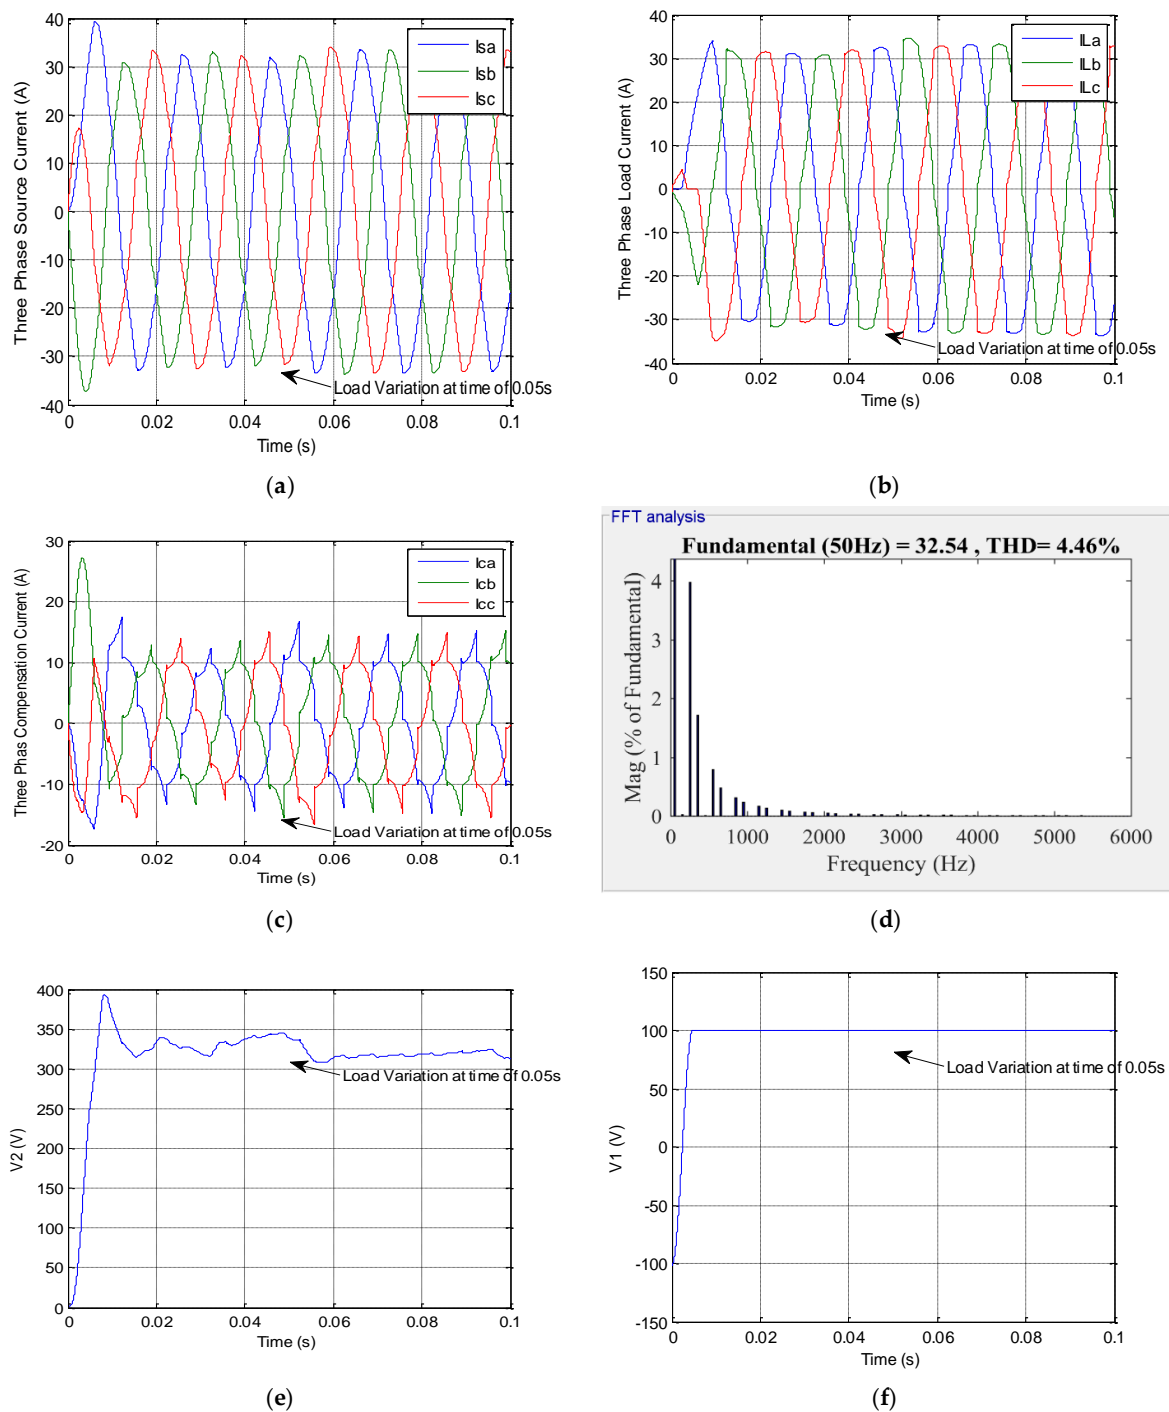 Three Phase Source Current (A)
40
30
20
10
0
-10
-20
-30
-40
Isa
Isb
Isc
Load Variation at time of 0.05s
0
0.02
0.04
0.06
0.08
0.1
Time (s)
(a)
Three Phase Load Current (A)
40
30
20
10
0
-10
-20
-30
-40
ILa
ILb
ILc
Load Variation at time of 0.05s
0
0.02
0.04
0.06
0.08
0.1
Time (s)
(b)
Three Phas Compensation Current (A)
30
20
10
0
-10
-20
Ica
Icb
Icc
Load Variation at time of 0.05s
0
0.02
0.04
0.06
0.08
0.1
Time (s)
(c)
FFT analysis
Fundamental (50Hz) = 32.54 , THD= 4.46%
Mag (% of Fundamental)
4
3
2
1
0
0
1000
2000
3000
4000
5000
6000
Frequency (Hz)
(d)
V2 (V)
400
350
300
250
200
150
100
50
0
Load Variation at time of 0.05s
0
0.02
0.04
0.06
0.08
0.1
Time (s)
(e)
V1 (V)
150
100
50
0
-50
-100
-150
Load Variation at time of 0.05s
0
0.02
0.04
0.06
0.08
0.1
Time (s)
(f)